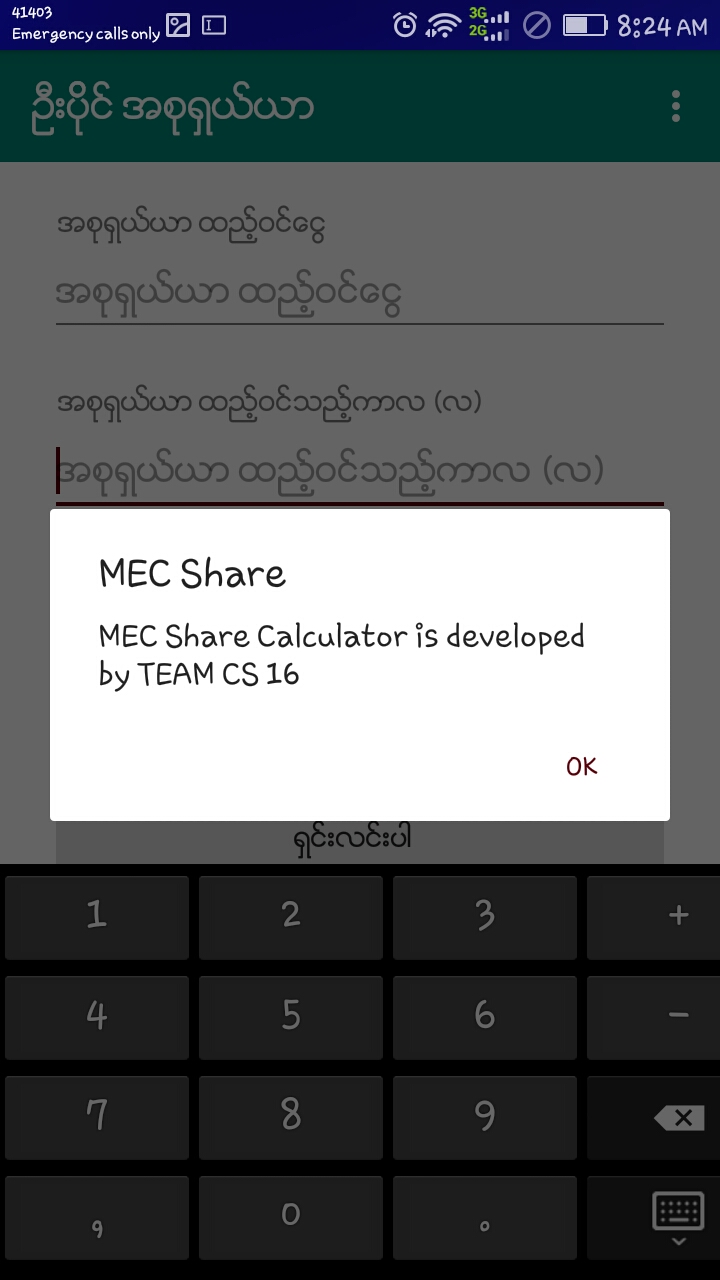 41403
Emergency calls only
3G
2G
8:24 AM
ဦးပိုင် အစုရှယ်ယာ
အစုရှယ်ယာ ထည့်ဝင်ငွေ
အစုရှယ်ယာ ထည့်ဝင်ငွေ
အစုရှယ်ယာ ထည့်ဝင်သည့်ကာလ (လ)
အစုရှယ်ယာ ထည့်ဝင်သည့်ကာလ (လ)
MEC Share
MEC Share Calculator is developed
by TEAM CS 16
OK
ရှင်းလင်းပါ
1 2 3 +
4 5 6 -
7 8 9
, 0 .